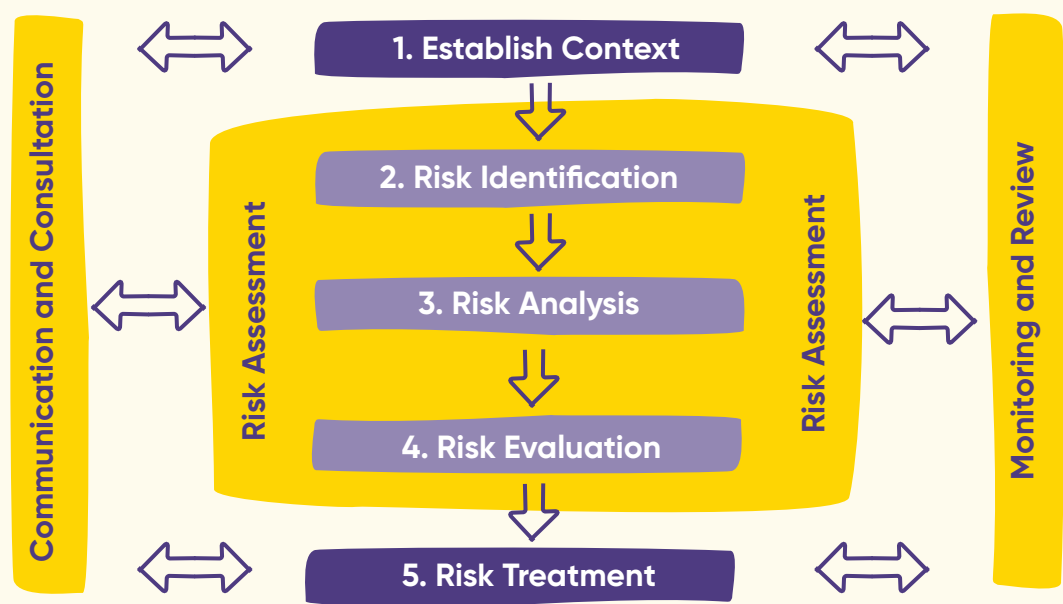 Communication and Consultation
1. Establish Context
Risk Assessment
2. Risk Identification
3. Risk Analysis
4. Risk Evaluation
Risk Assessment
5. Risk Treatment
Monitoring and Review